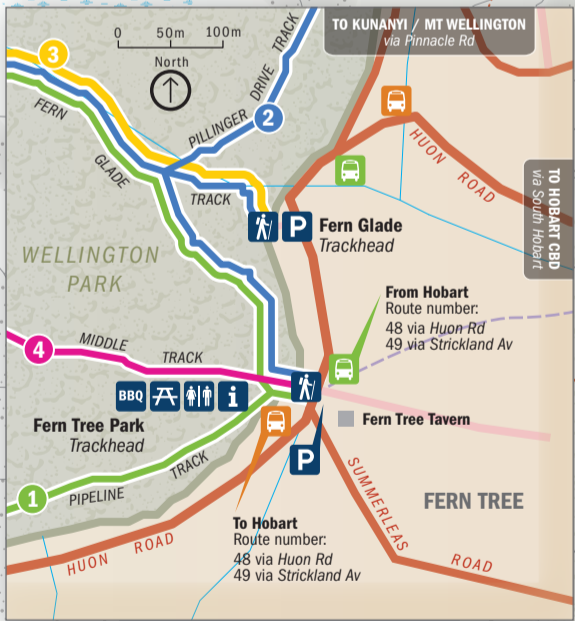 TO KUNANYI / MT WELLINGTON
via Pinnacle Rd
3
0 50m 100m
North
FERN
GLADE
TRACK
PILLINGER DRIVE TRACK
2
HUON ROAD
TO HOBART CBD
via South Hobart
P
Fern Glade
Trackhead
WELLINGTON
PARK
From Hobart
Route number:
48 via Huon Rd
49 via Strickland Av
4
MIDDLE TRACK
BBQ
i
Fern Tree Park
Trackhead
Fern Tree Tavern
P
1
PIPELINE TRACK
FERN TREE
SUMMERLEAS ROAD
HUON ROAD
To Hobart
Route number:
48 via Huon Rd
49 via Strickland Av